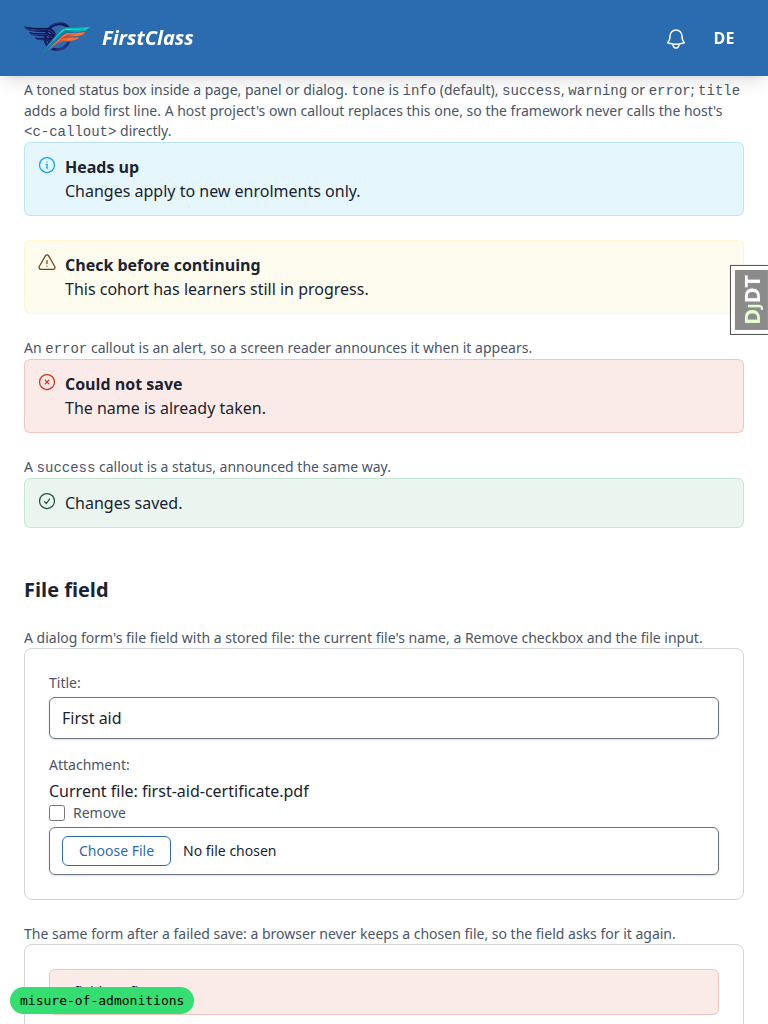 FirstClass
DE
A toned status box inside a page, panel or dialog. tone is info (default), success, warning or error; title
adds a bold first line. A host project's own callout replaces this one, so the framework never calls the host's
<c-callout> directly.
Heads up
Changes apply to new enrolments only.
Check before continuing
This cohort has learners still in progress.
DJDT
An error callout is an alert, so a screen reader announces it when it appears.
Could not save
The name is already taken.
A success callout is a status, announced the same way.
Changes saved.
File field
A dialog form's file field with a stored file: the current file's name, a Remove checkbox and the file input.
Title:
First aid
Attachment:
Current file: first-aid-certificate.pdf
Remove
Choose File
No file chosen
The same form after a failed save: a browser never keeps a chosen file, so the field asks for it again.
misure-of-admonitions